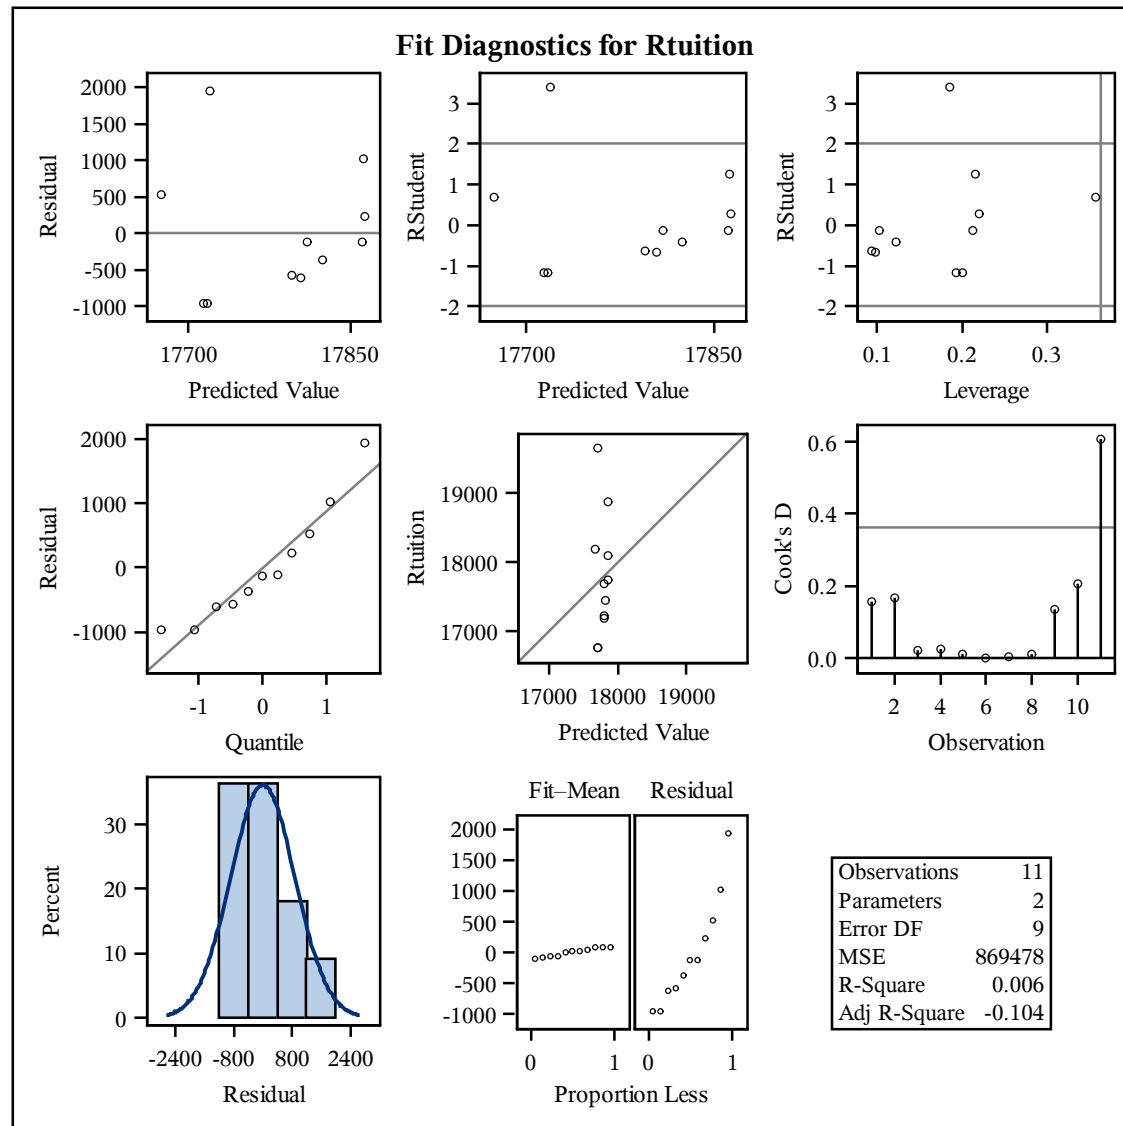 Fit Diagnostics for Rtuition
2000
1500
1000
500
0
-500
-1000
Residual
17700 17850
Predicted Value
3
2
1
0
-1
-2
RStudent
17700 17850
Predicted Value
3
2
1
0
-1
-2
RStudent
0.1 0.2 0.3
Leverage
2000
1000
0
-1000
Residual
-1 0 1
Quantile
19000
18000
17000
Rtuition
17000 18000 19000
Predicted Value
0.6
0.4
0.2
0.0
Cook's D
2 4 6 8 10
Observation
30
20
10
0
Percent
-2400 -800 800 2400
Residual
Fit–Mean Residual
2000
1500
1000
500
0
-500
-1000
0 1 0 1
Proportion Less
Observations 11
Parameters 2
Error DF 9
MSE 869478
R-Square 0.006
Adj R-Square -0.104